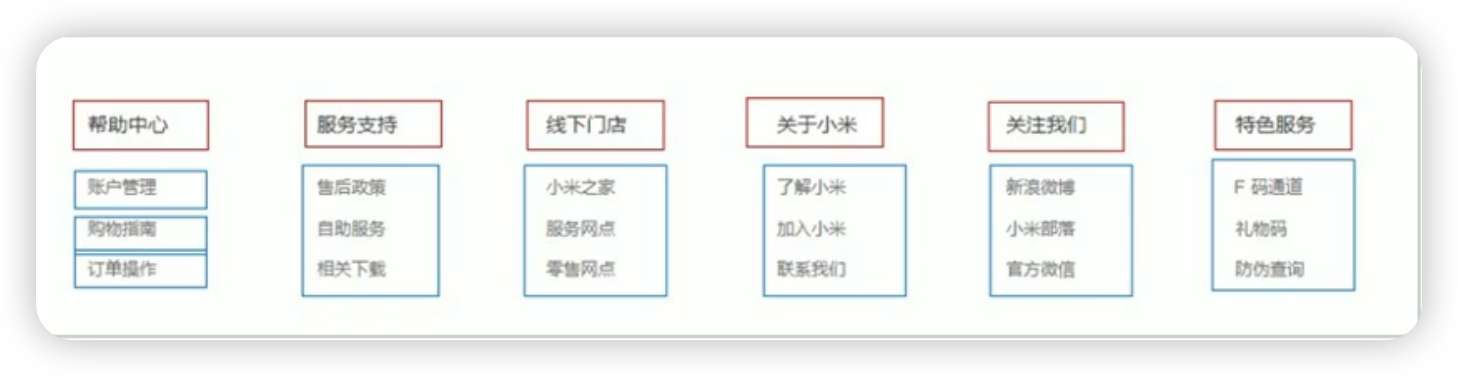 帮助中心
账户管理
购物指南
订单操作
服务支持
售后政策
自助服务
相关下载
线下门店
小米之家
服务网点
零售网点
关于小米
了解小米
加入小米
联系我们
关注我们
新浪微博
小米部落
官方微信
特色服务
F 码通道
礼物码
防伪查询